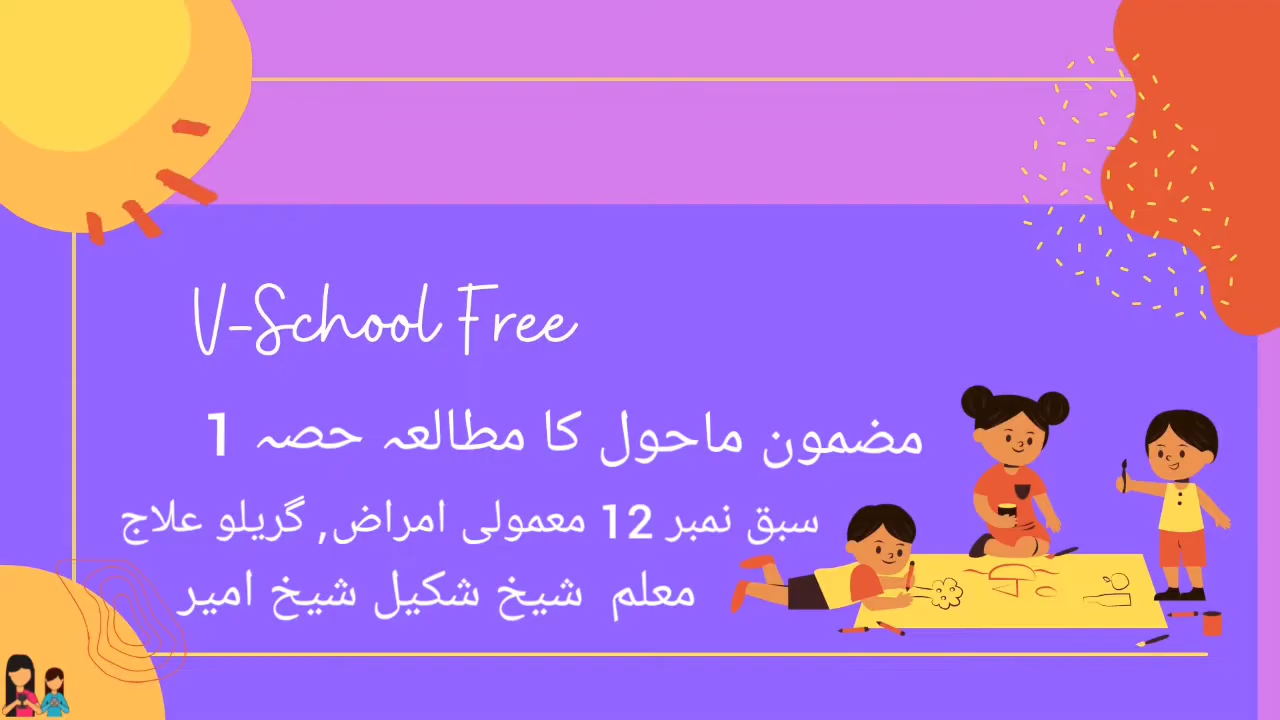 V-School Free
مضمون ماحول کا مطالعہ حصہ 1
سبق نمبر 12 معمولی امراض, گریلو علاج
معلم شیخ شکیل شیخ امیر